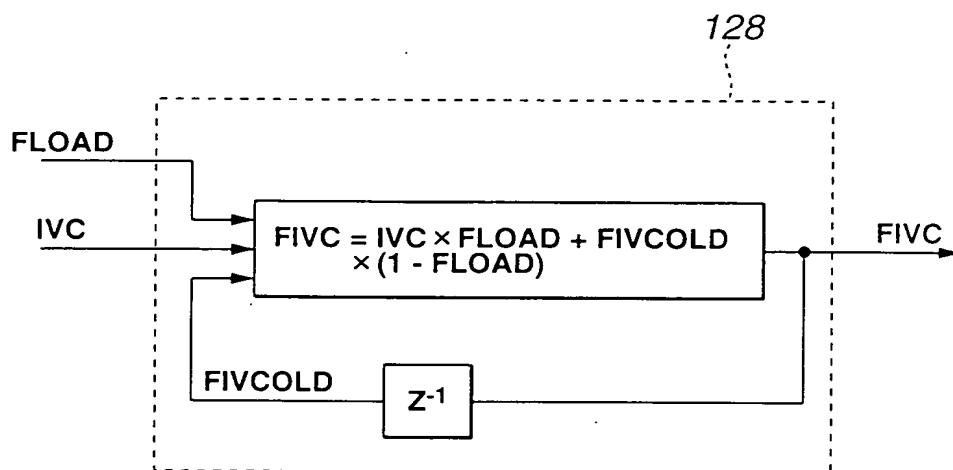 128
FLOAD
IVC
FIVC = IVC × FLOAD + FIVCOLD
× (1 - FLOAD)
FIVC
FIVCOLD
Z⁻¹